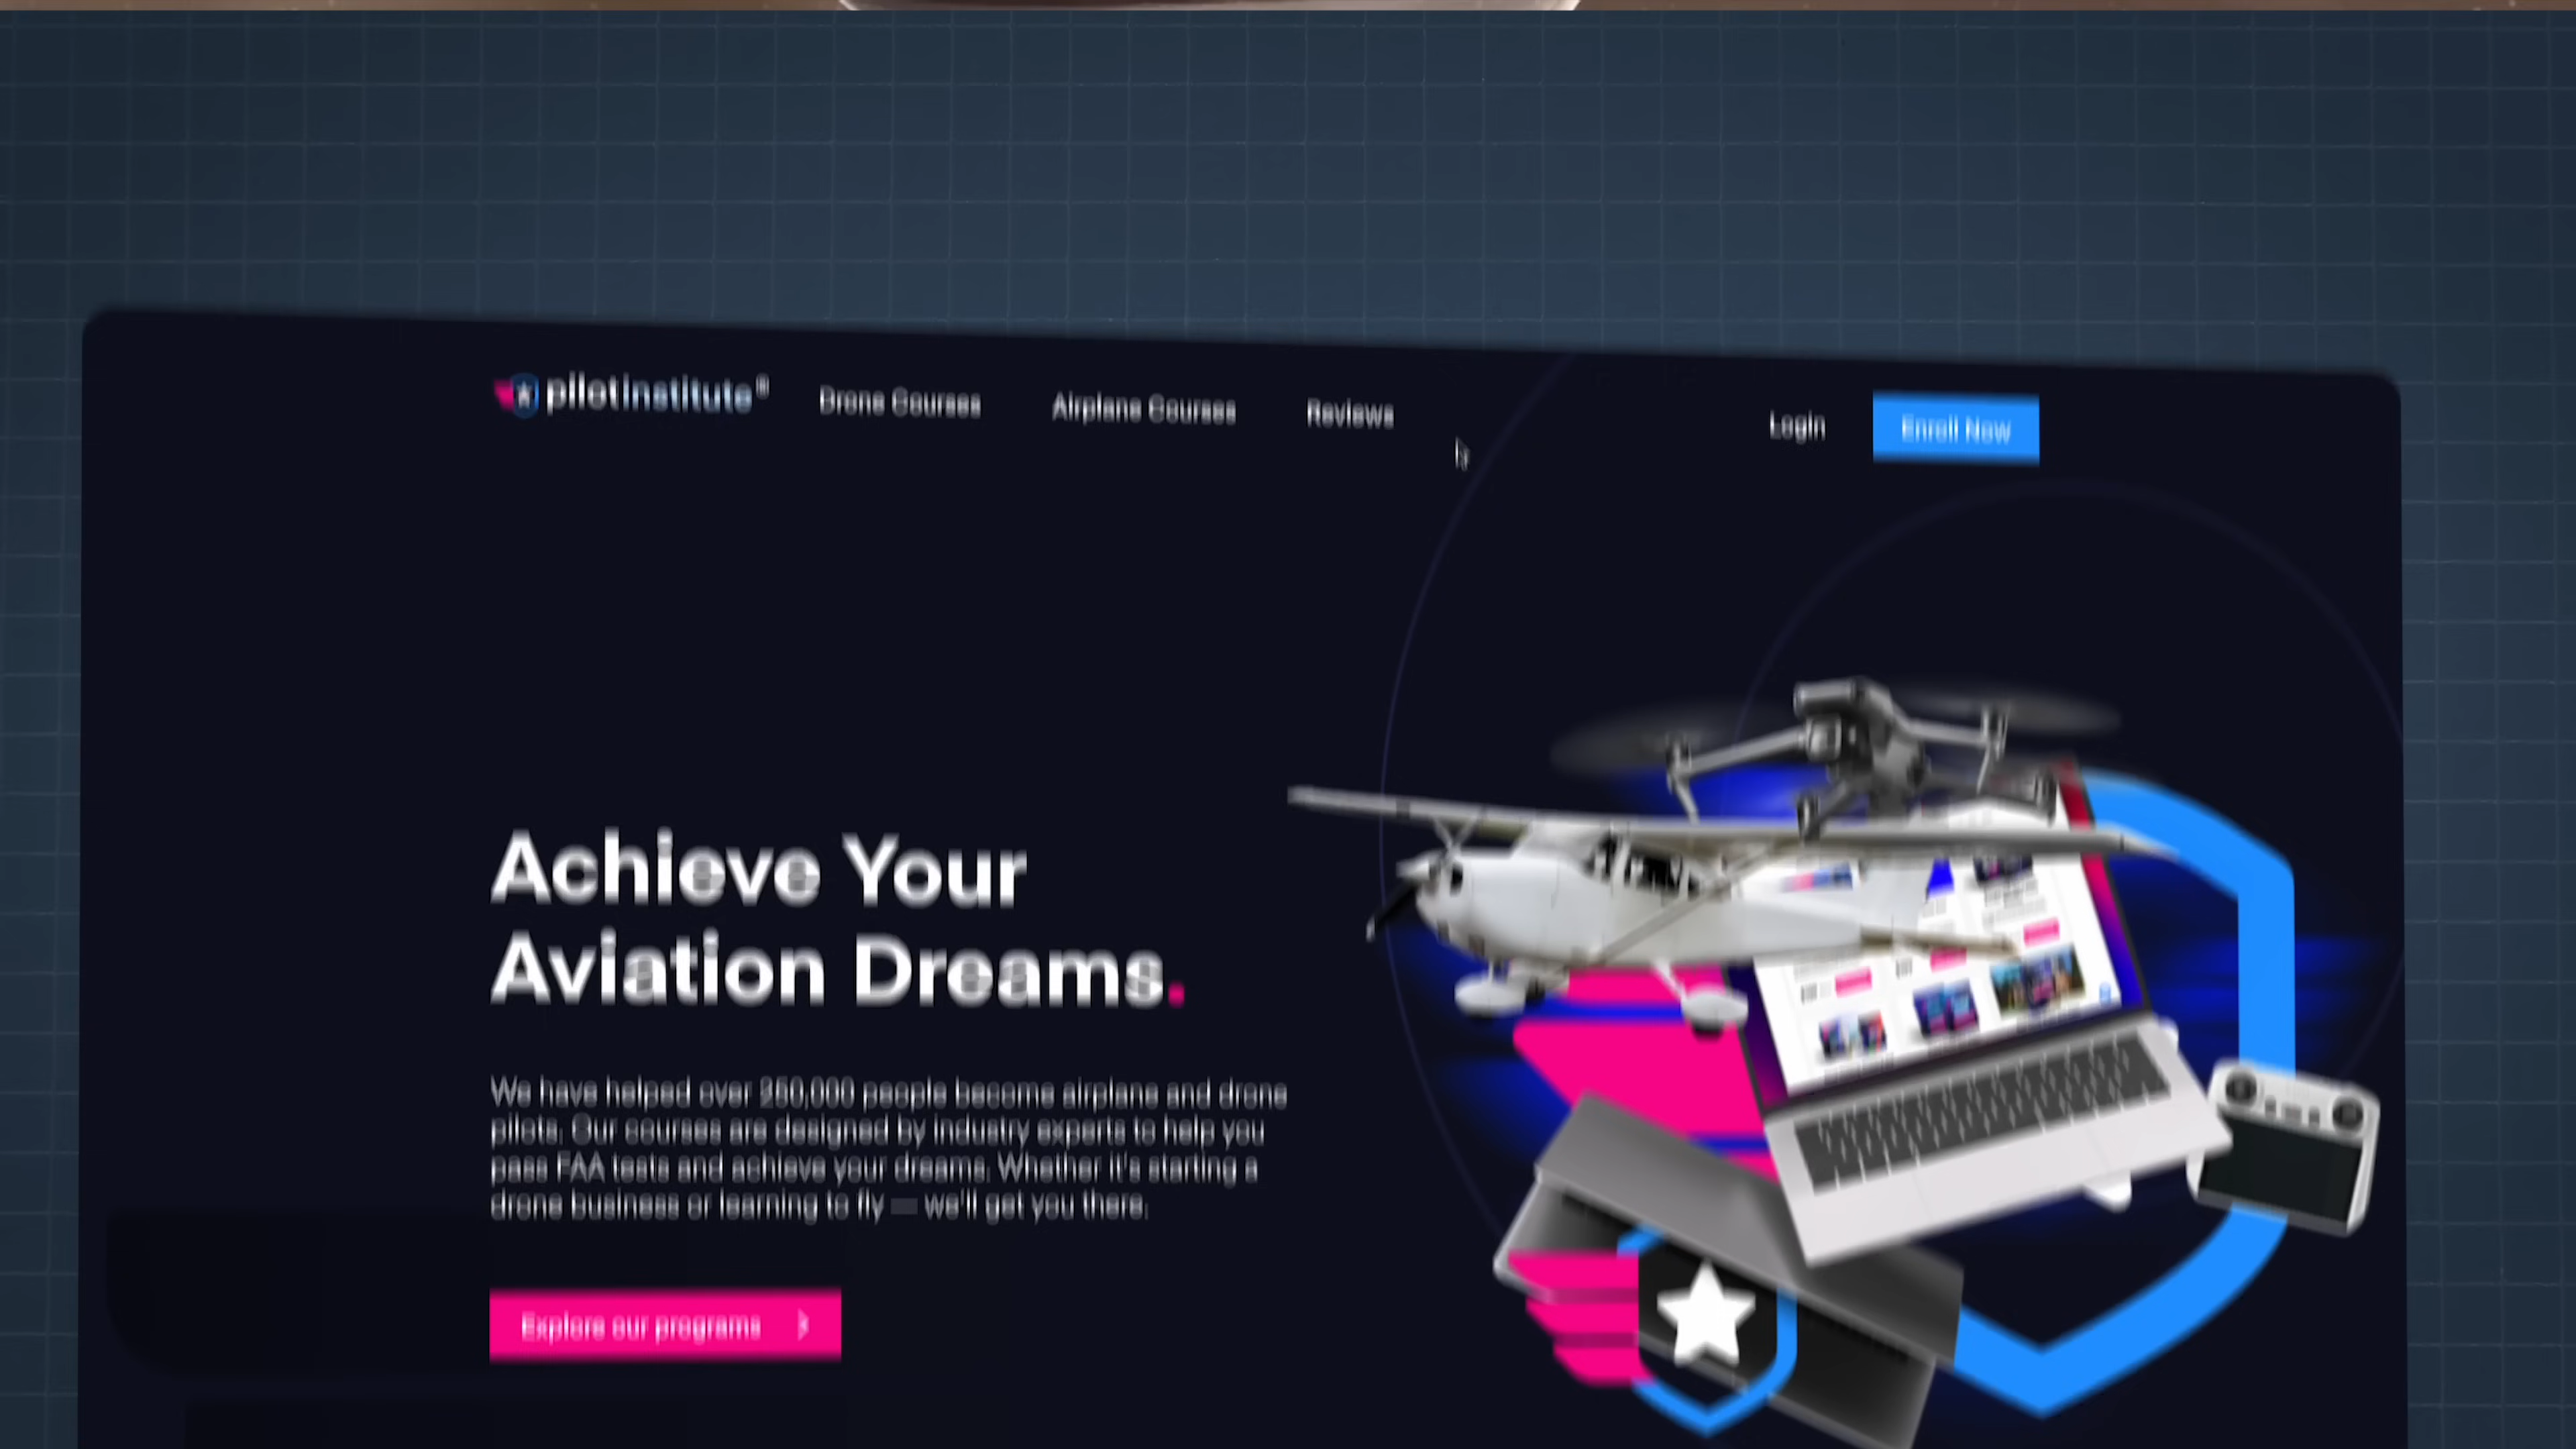 pilotinstitute®
Drone Courses
Airplane Courses
Reviews
Login
Enroll Now
Achieve Your
Aviation Dreams.
We have helped over 250,000 people become airplane and drone
pilots. Our courses are designed by industry experts to help you
pass FAA tests and achieve your dreams. Whether it's starting a
drone business or learning to fly — we'll get you there.
Explore our programs